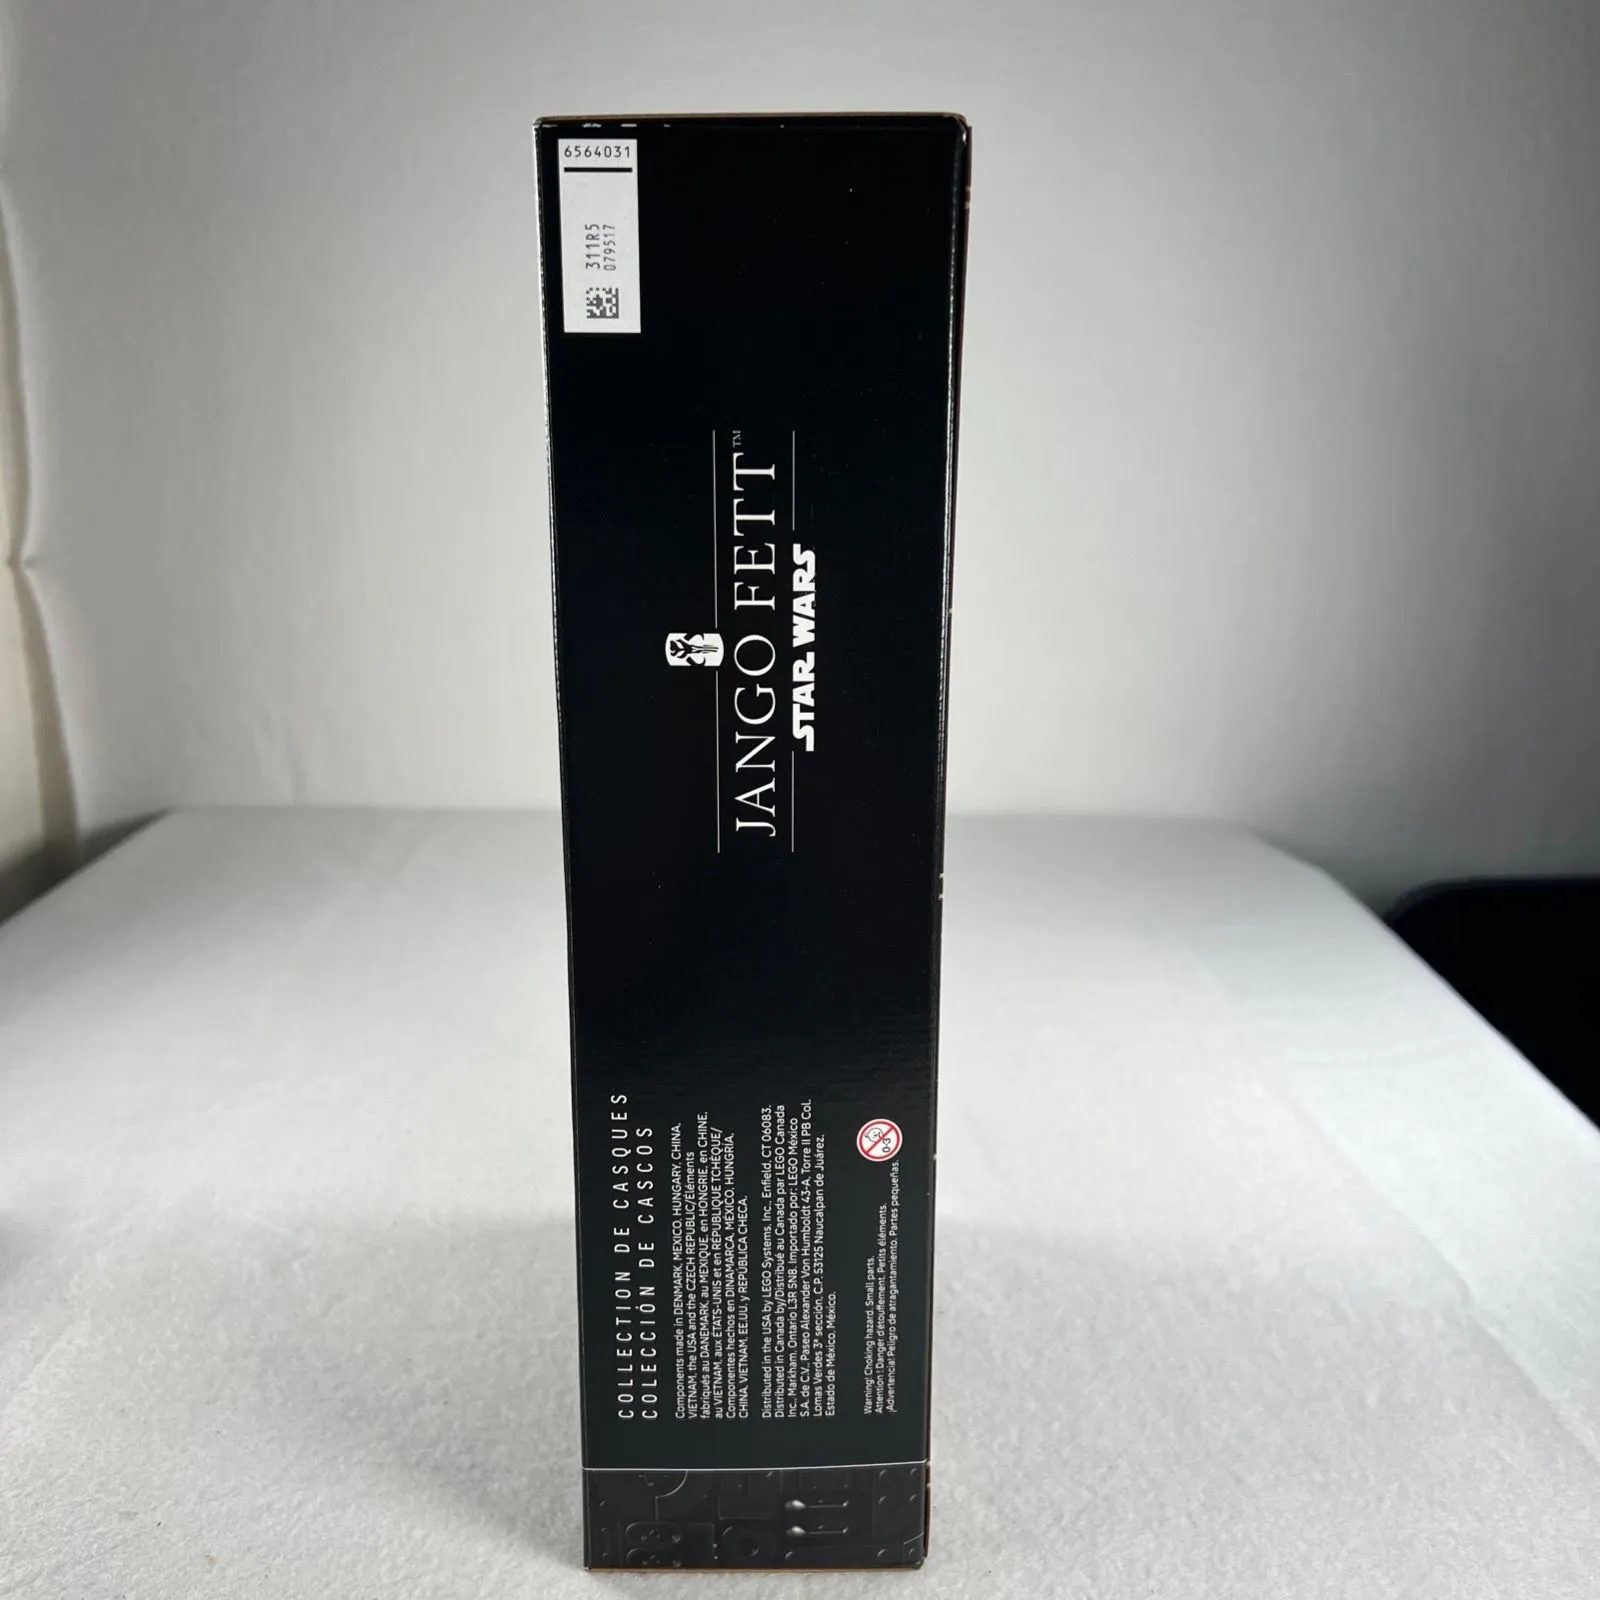 6564031
311R5
079517
JANGO FETT™
STAR WARS
COLLECTION DE CASQUES
COLECCIÓN DE CASCOS
Components made in DENMARK, MEXICO, HUNGARY, CHINA,
VIETNAM, the USA and the CZECH REPUBLIC/Éléments
fabriqués au DANEMARK, au MEXIQUE, en HONGRIE, en CHINE,
au VIETNAM, aux ÉTATS-UNIS et en RÉPUBLIQUE TCHÈQUE/
Componentes hechos en DINAMARCA, MÉXICO, HUNGRÍA,
CHINA, VIETNAM, EE.UU. y REPÚBLICA CHECA.
Distributed in the USA by LEGO Systems, Inc., Enfield, CT 06083.
Distributed in Canada by/Distribué au Canada par LEGO Canada
Inc., Markham, Ontario L3R 5N8. Importado por: LEGO México
S.A. de C.V., Paseo Alexander Von Humboldt 43-A, Torre II PB Col.
Lomas Verdes 3ª sección, C.P. 53125 Naucalpan de Juárez,
Estado de México, México.
0-3
Warning! Choking hazard. Small parts.
Attention ! Danger d'étouffement. Petits éléments.
¡Advertencia! Peligro de atragantamiento. Partes pequeñas.